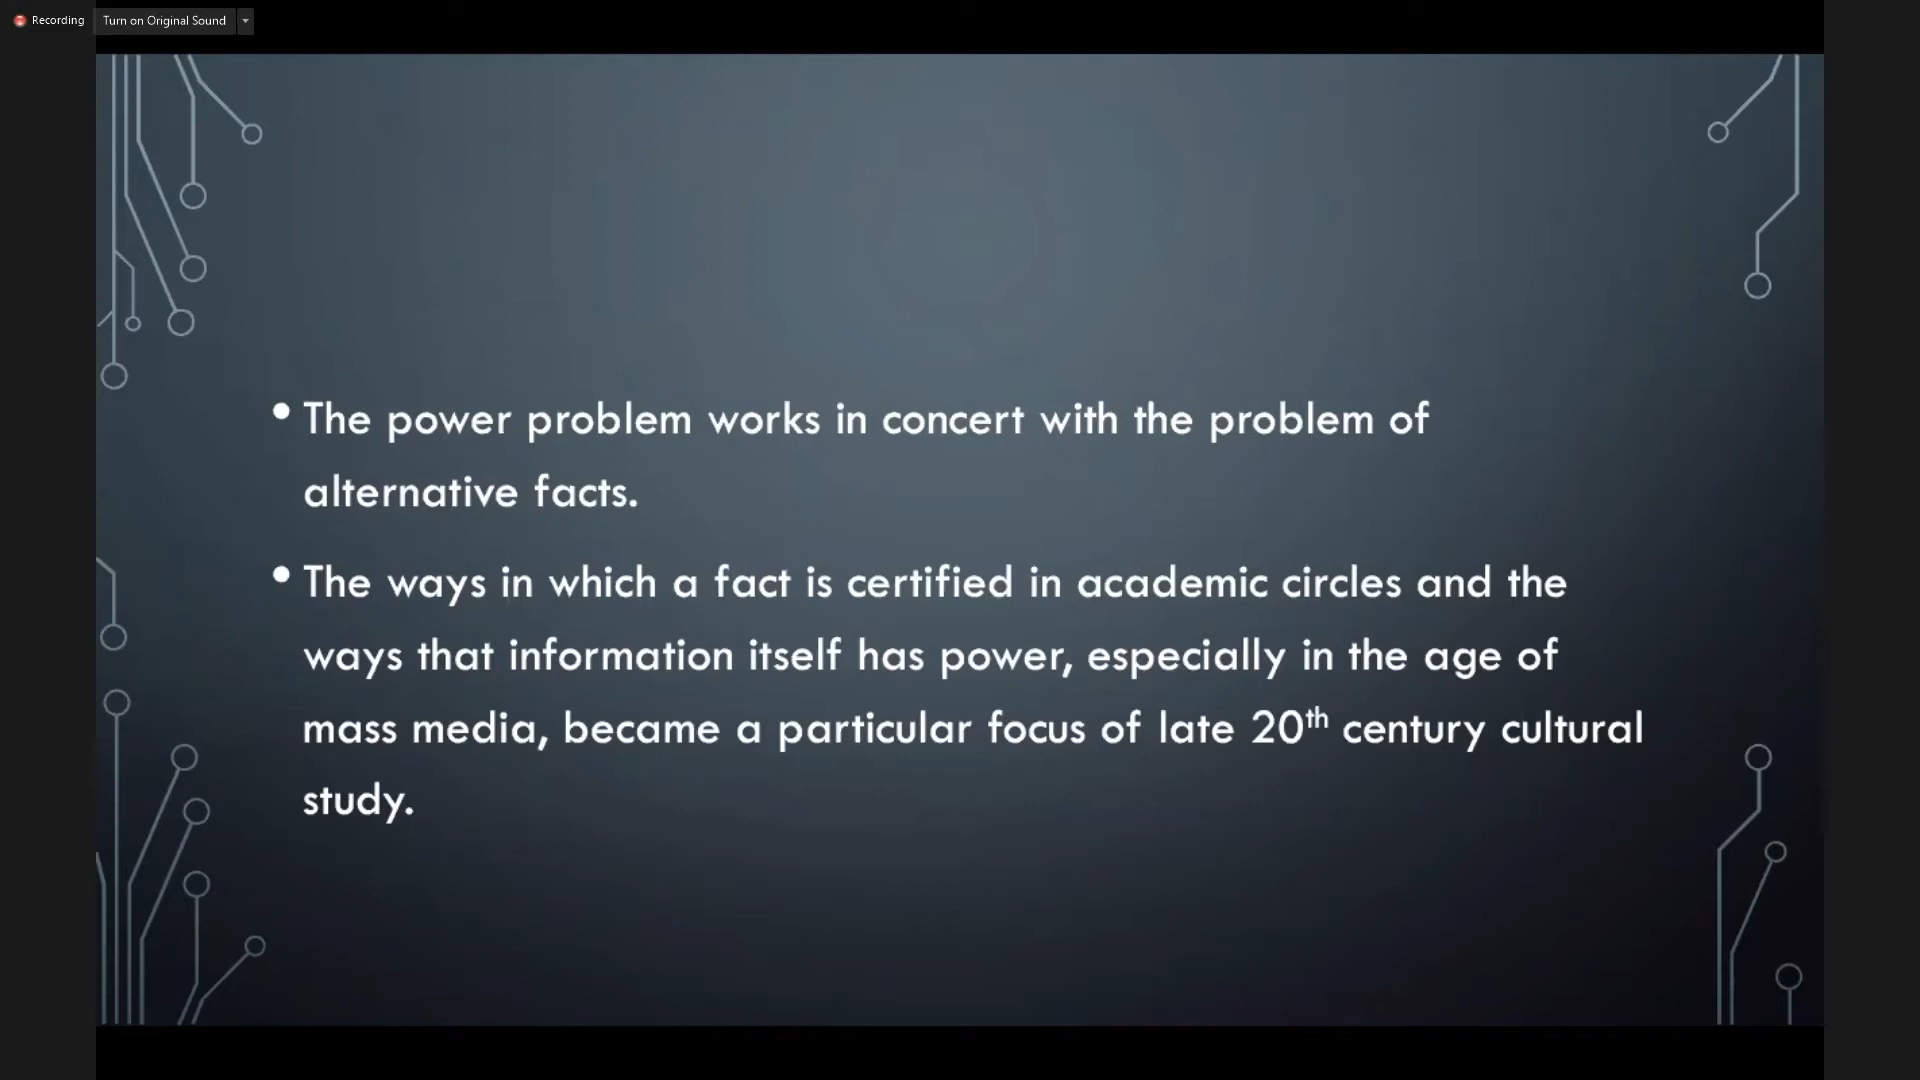 Recording
Turn on Original Sound
• The power problem works in concert with the problem of
alternative facts.
• The ways in which a fact is certified in academic circles and the
ways that information itself has power, especially in the age of
mass media, became a particular focus of late 20th century cultural
study.